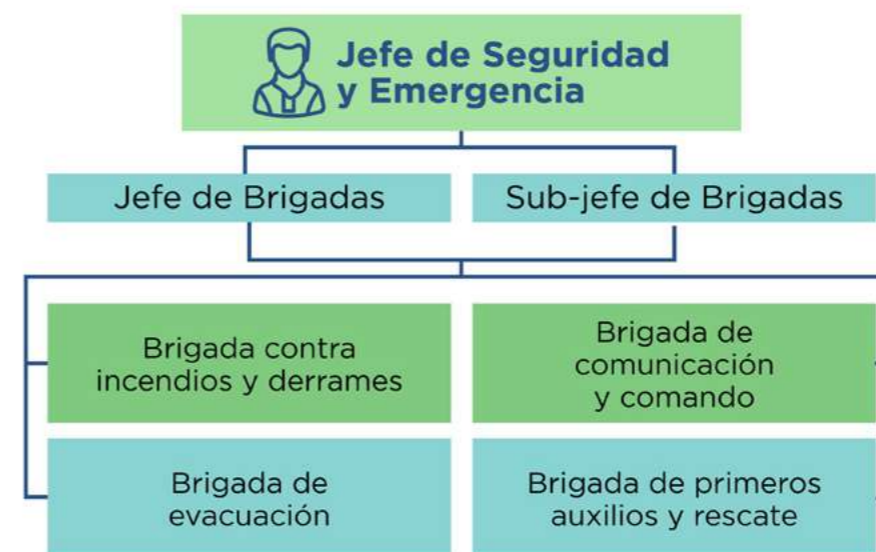 Jefe de Seguridad
y Emergencia
Jefe de Brigadas
Sub-jefe de Brigadas
Brigada contra
incendios y derrames
Brigada de
comunicación
y comando
Brigada de
evacuación
Brigada de primeros
auxilios y rescate